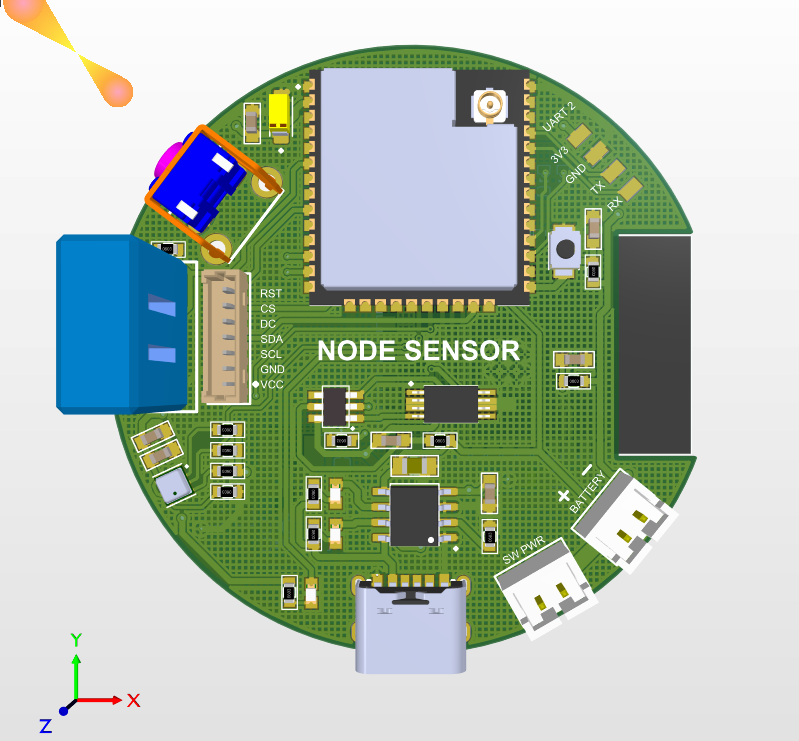 UART 2
3V3
GND
TX
RX
RST
CS
DC
SDA
SCL
GND
VCC
NODE SENSOR
+ -
BATTERY
SW PWR
Y
X
Z